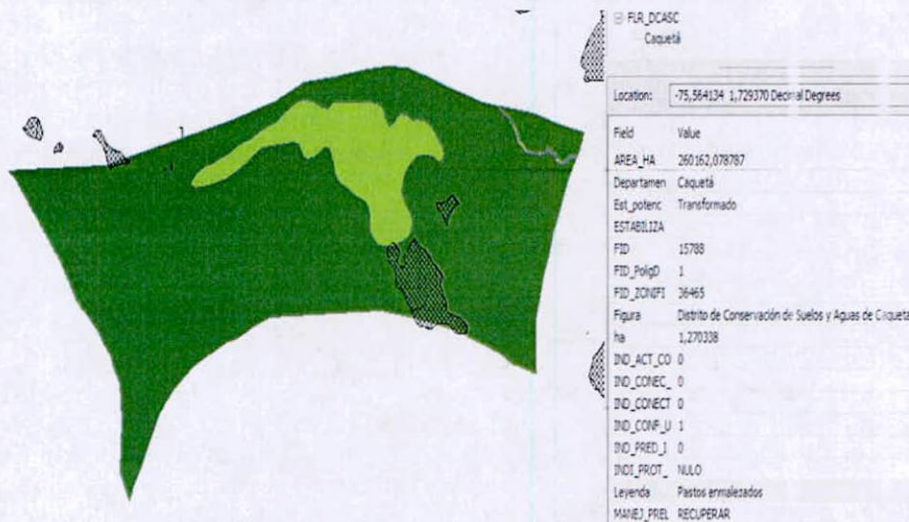 FLR_DCASC
Caquetá
Location: -75,564134 1,729370 Decimal Degrees
Field Value
AREA_HA 260162,078787
Departamen Caquetá
Est_potenc Transformado
ESTABILIZA
FID 15788
FID_PoligD 1
FID_ZONIFI 36465
Figura Distrito de Conservación de Suelos y Aguas de Caqueta
ha 1,270338
IND_ACT_CO 0
IND_CONEC_ 0
IND_CONECT 0
IND_CONF_U 1
IND_PRED_I 0
INDI_PROT_ NULO
Leyenda Pastos enmalezados
MANEJ_PREL RECUPERAR